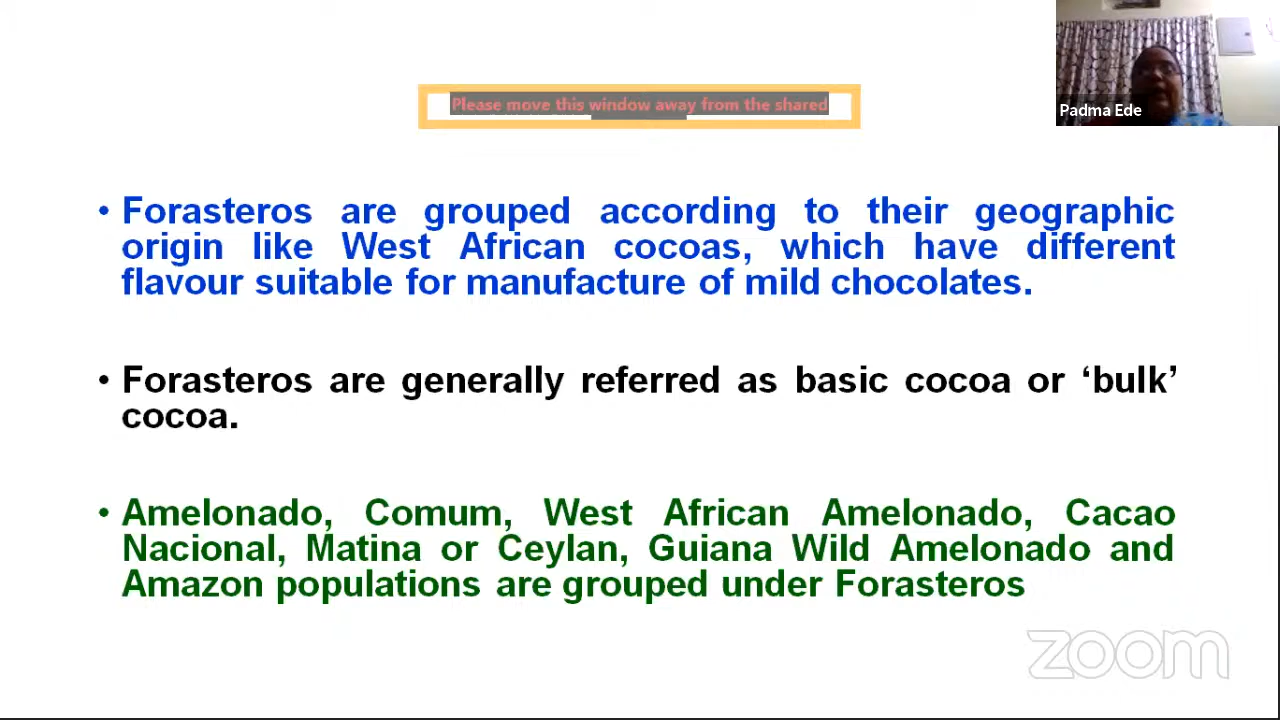 Please move this window away from the shared
Padma Ede
• Forasteros are grouped according to their geographic
origin like West African cocoas, which have different
flavour suitable for manufacture of mild chocolates.
• Forasteros are generally referred as basic cocoa or ‘bulk’
cocoa.
• Amelonado, Comum, West African Amelonado, Cacao
Nacional, Matina or Ceylan, Guiana Wild Amelonado and
Amazon populations are grouped under Forasteros
zoom